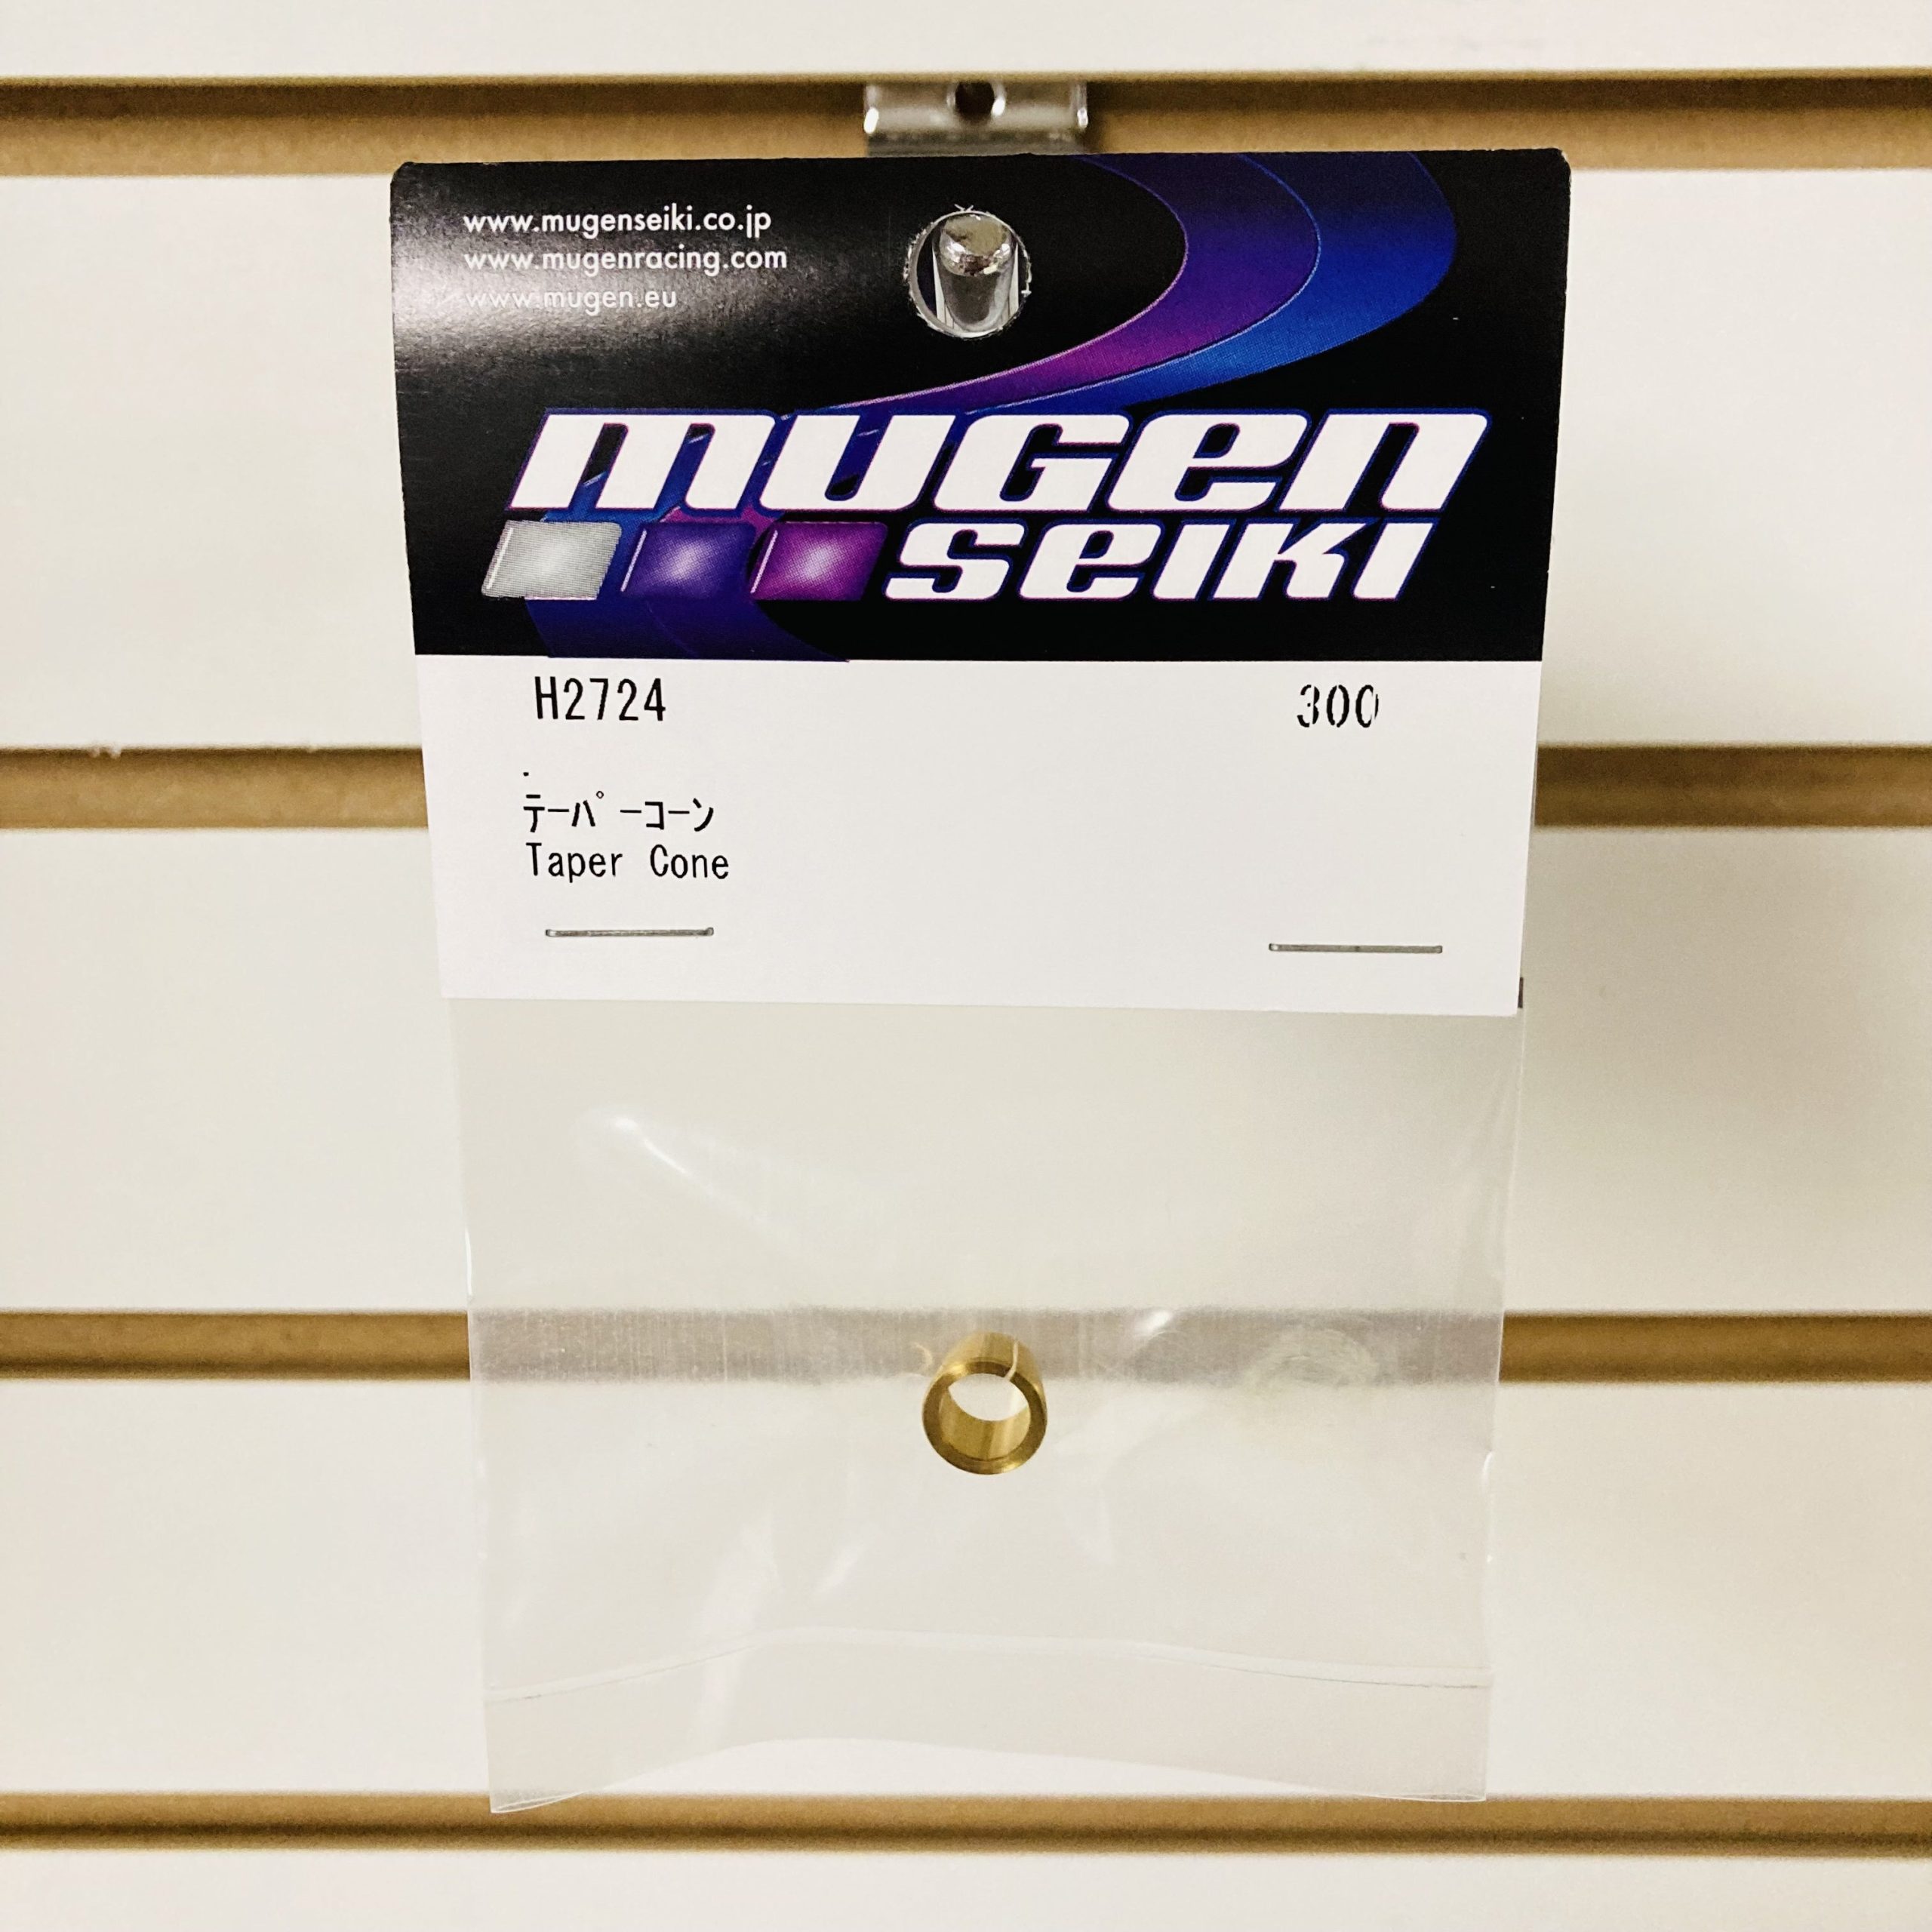 www.mugenseiki.co.jp
www.mugenracing.com
www.mugen.eu
mugen
seiki
H2724 300
テーパーコーン
Taper Cone